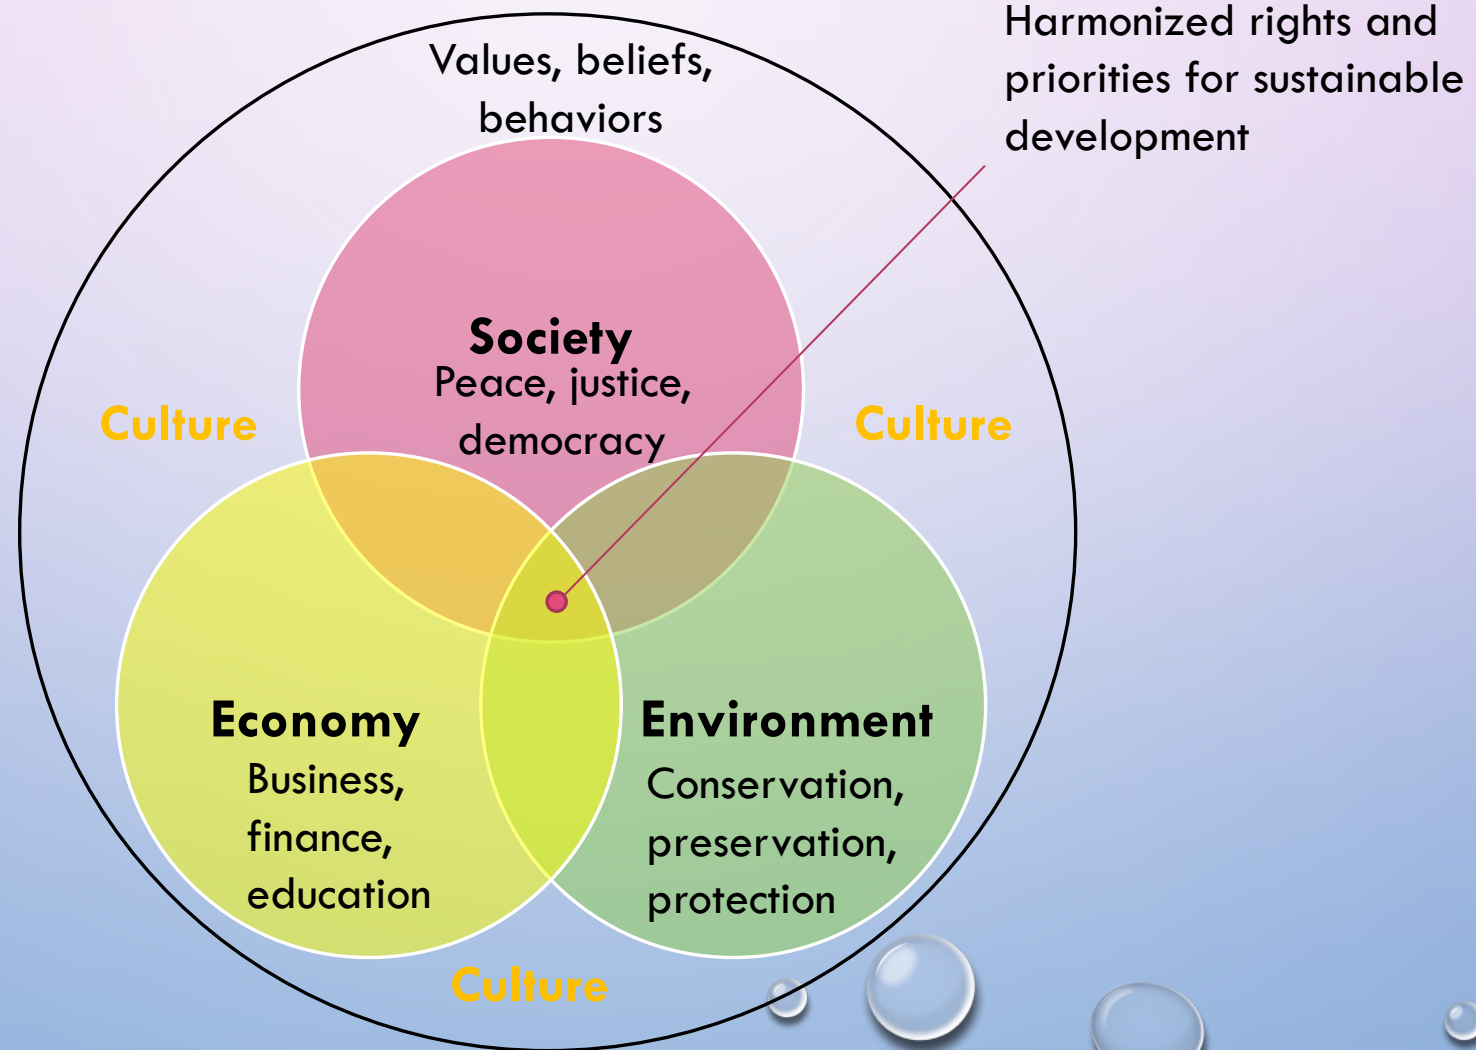 Harmonized rights and
priorities for sustainable
development
Values, beliefs,
behaviors
Society
Peace, justice,
democracy
Culture
Culture
Economy
Business,
finance,
education
Environment
Conservation,
preservation,
protection
Culture